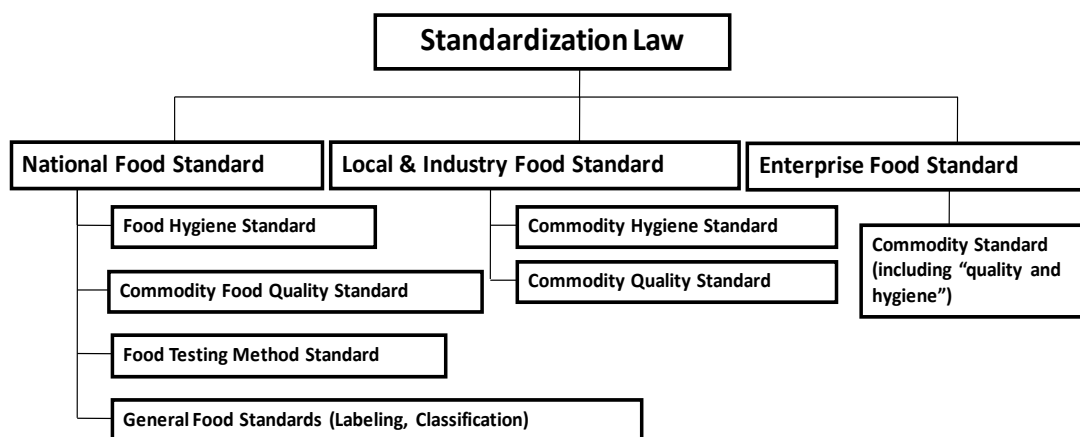 Standardization Law
National Food Standard
Local & Industry Food Standard
Enterprise Food Standard
Food Hygiene Standard
Commodity Food Quality Standard
Food Testing Method Standard
General Food Standards (Labeling, Classification)
Commodity Hygiene Standard
Commodity Quality Standard
Commodity Standard
(including “quality and
hygiene”)